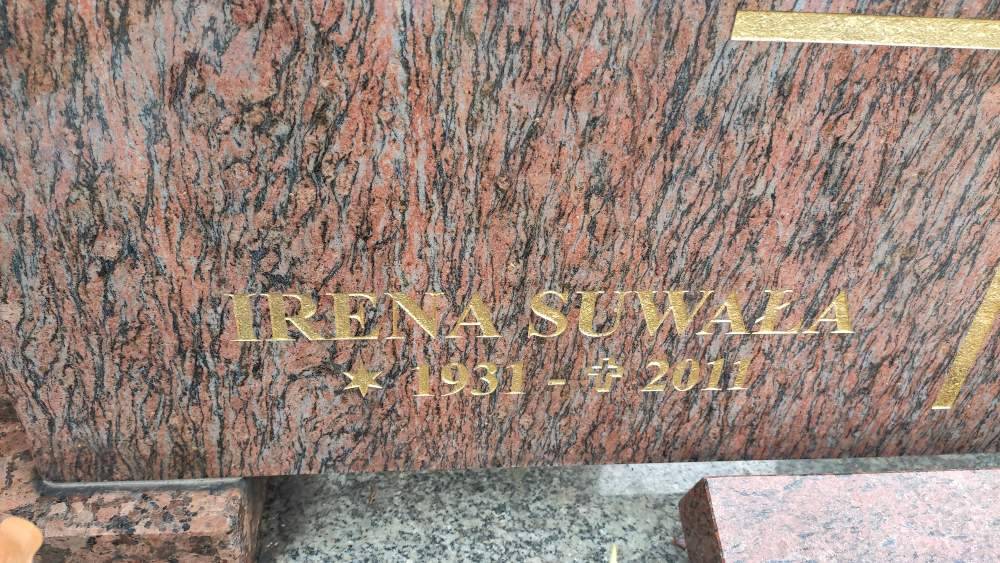 IRENA SUWAŁA
★ 1931 - ✞ 2011